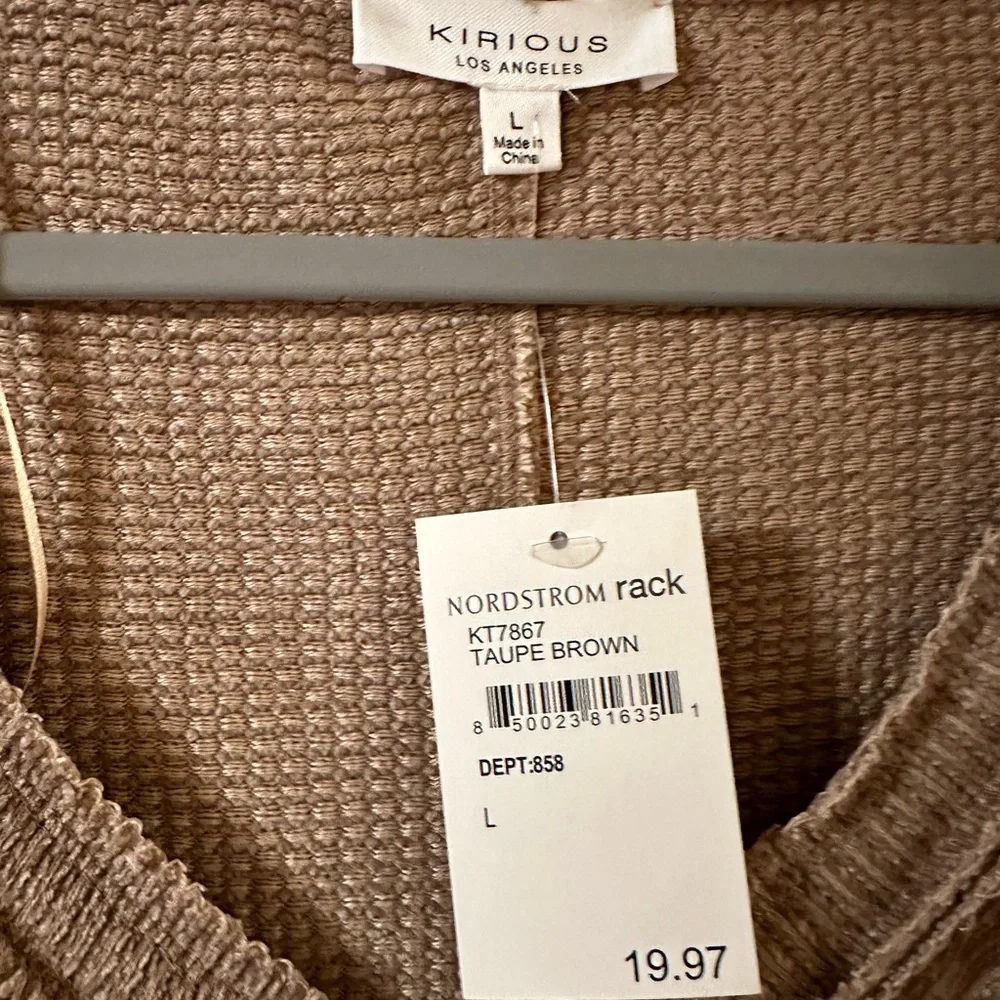 KIRIOUS
LOS ANGELES
L
Made in
China
NORDSTROM rack
KT7867
TAUPE BROWN
8 50023 81635 1
DEPT:858
L
19.97